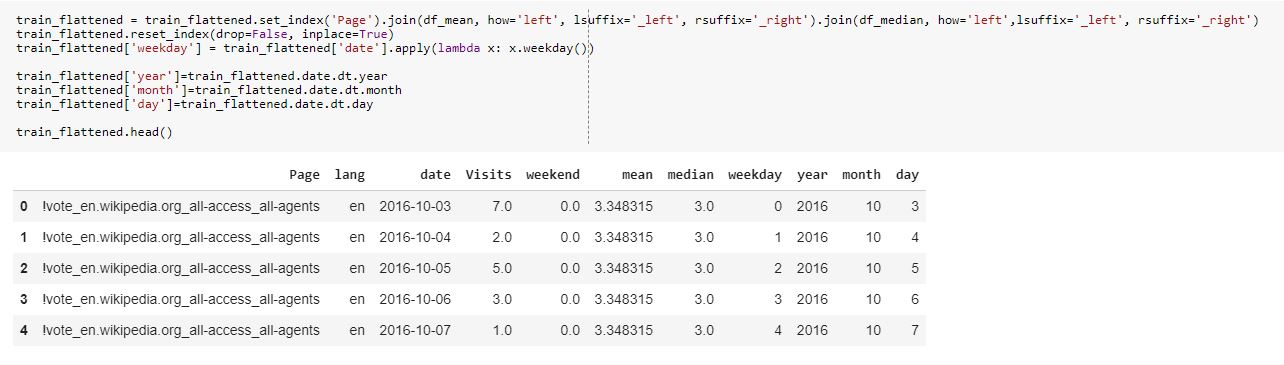 train_flattened = train_flattened.set_index('Page').join(df_mean, how='left', lsuffix='_left', rsuffix='_right').join(df_median, how='left',lsuffix='_left', rsuffix='_right')
train_flattened.reset_index(drop=False, inplace=True)
train_flattened['weekday'] = train_flattened['date'].apply(lambda x: x.weekday())
train_flattened['year']=train_flattened.date.dt.year
train_flattened['month']=train_flattened.date.dt.month
train_flattened['day']=train_flattened.date.dt.day
train_flattened.head()
Page lang date Visits weekend mean median weekday year month day
0 !vote_en.wikipedia.org_all-access_all-agents en 2016-10-03 7.0 0.0 3.348315 3.0 0 2016 10 3
1 !vote_en.wikipedia.org_all-access_all-agents en 2016-10-04 2.0 0.0 3.348315 3.0 1 2016 10 4
2 !vote_en.wikipedia.org_all-access_all-agents en 2016-10-05 5.0 0.0 3.348315 3.0 2 2016 10 5
3 !vote_en.wikipedia.org_all-access_all-agents en 2016-10-06 3.0 0.0 3.348315 3.0 3 2016 10 6
4 !vote_en.wikipedia.org_all-access_all-agents en 2016-10-07 1.0 0.0 3.348315 3.0 4 2016 10 7